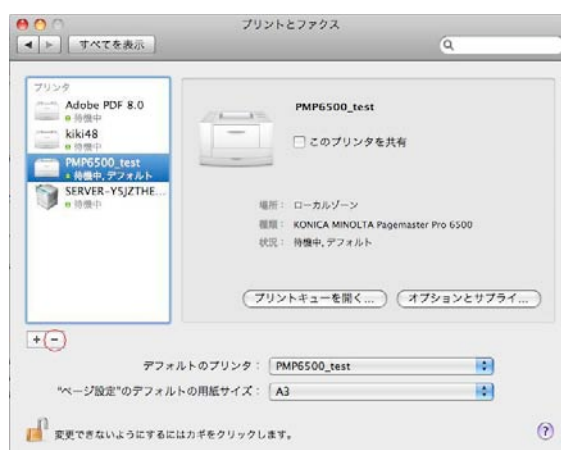 プリントとファクス
すべてを表示
プリンタ
Adobe PDF 8.0
待機中
kiki48
待機中
PMP6500_test
待機中, デフォルト
SERVER-Y5JZTHE...
待機中
PMP6500_test
このプリンタを共有
場所： ローカルゾーン
種類： KONICA MINOLTA Pagemaster Pro 6500
状況： 待機中, デフォルト
プリントキューを開く... オプションとサプライ...
+ −
デフォルトのプリンタ： PMP6500_test
"ページ設定"のデフォルトの用紙サイズ： A3
変更できないようにするにはカギをクリックします。 ?